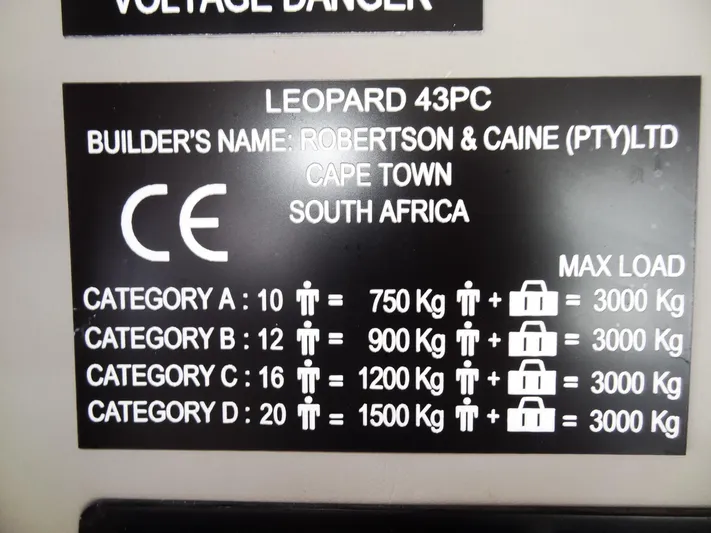 VOLTAGE DANGER
LEOPARD 43PC
BUILDER'S NAME: ROBERTSON & CAINE (PTY)LTD
CAPE TOWN
SOUTH AFRICA
CE
MAX LOAD
CATEGORY A : 10 = 750 Kg + = 3000 Kg
CATEGORY B : 12 = 900 Kg + = 3000 Kg
CATEGORY C : 16 = 1200 Kg + = 3000 Kg
CATEGORY D : 20 = 1500 Kg + = 3000 Kg